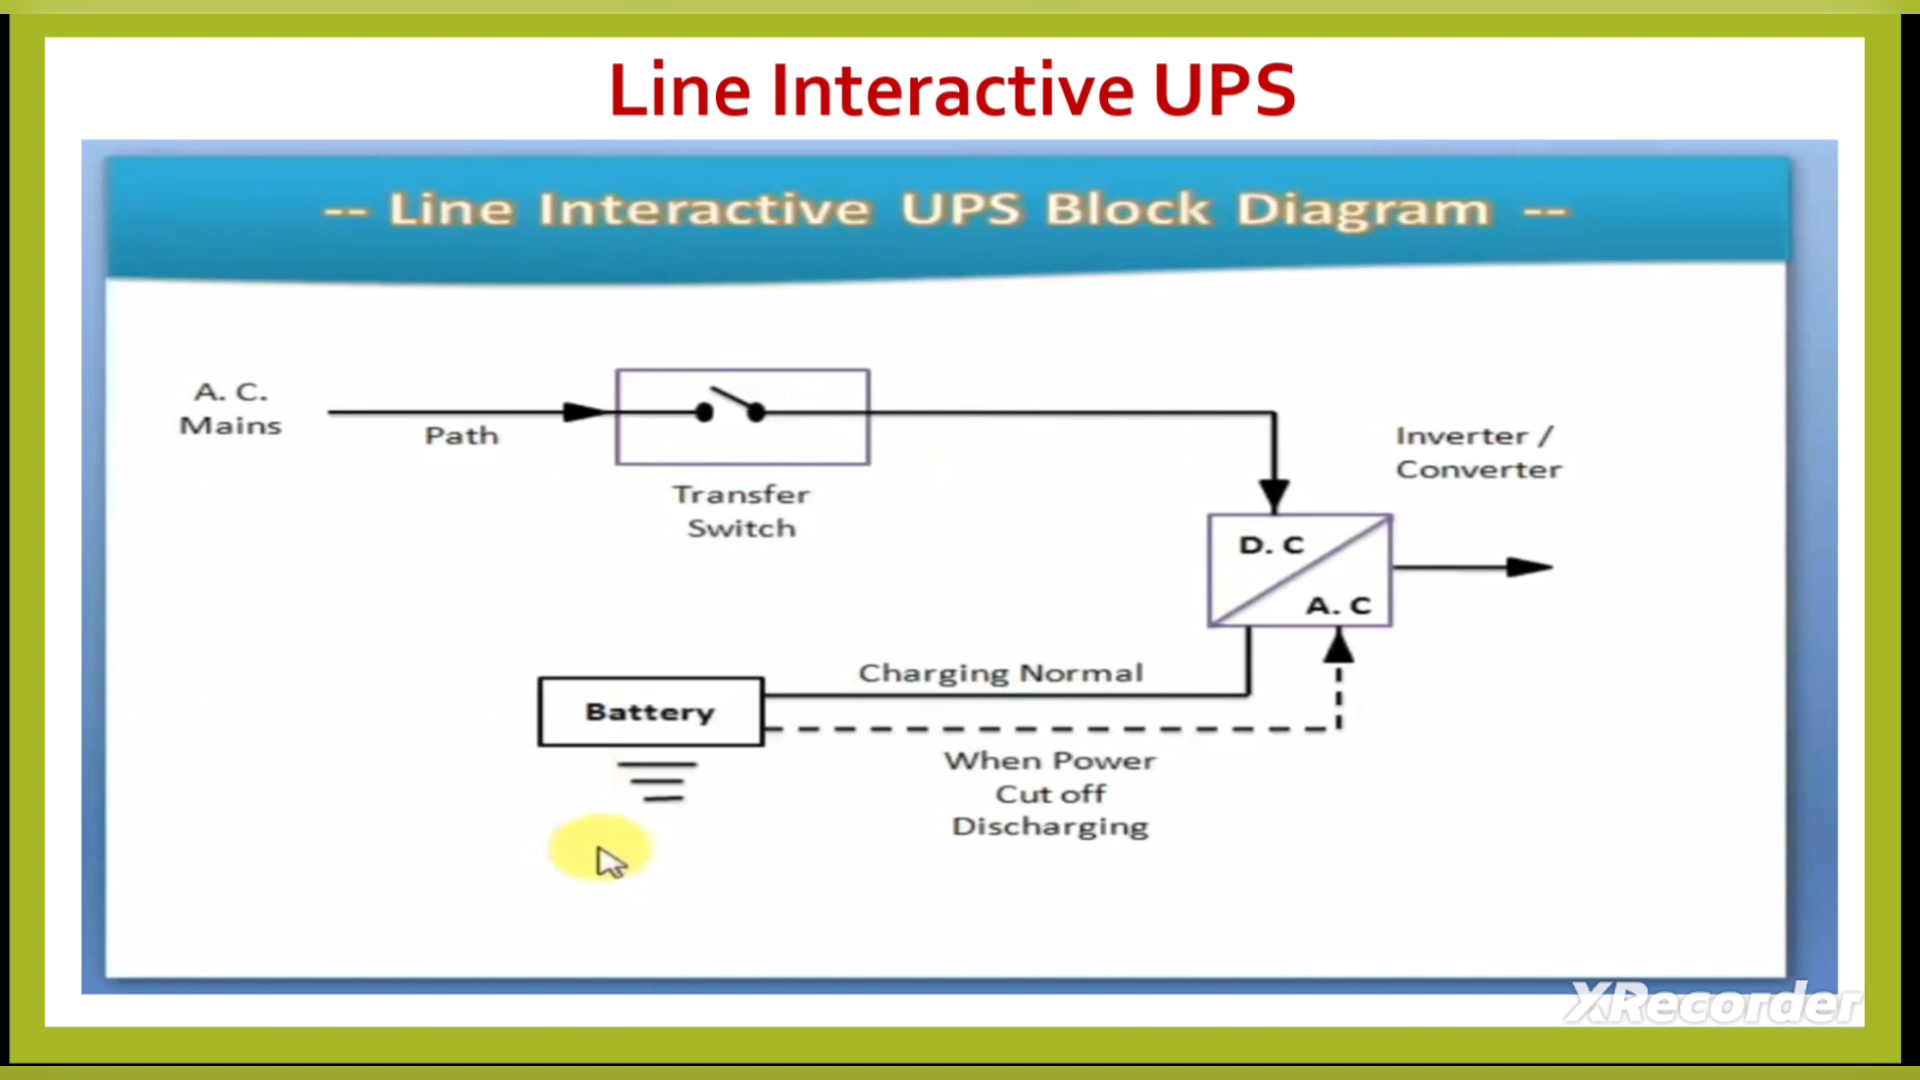 Line Interactive UPS
-- Line Interactive UPS Block Diagram --
A. C.
Mains
Path
Transfer
Switch
Inverter /
Converter
D. C
A. C
Charging Normal
Battery
When Power
Cut off
Discharging
XRecorder